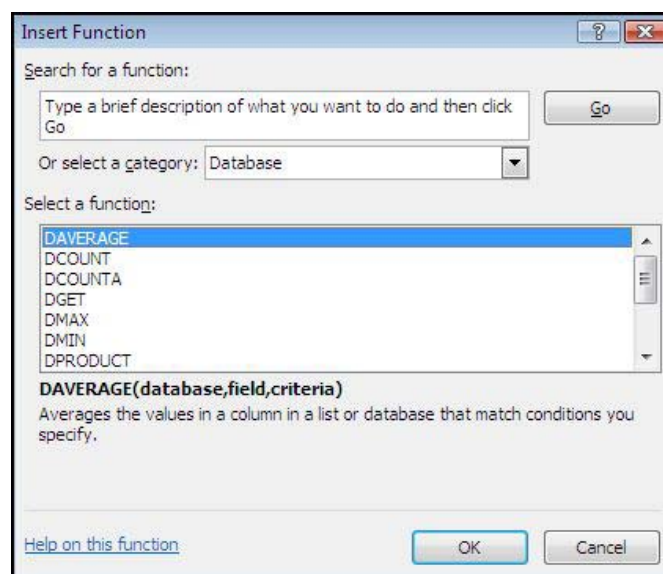 Insert Function
Search for a function:
Type a brief description of what you want to do and then click
Go
Go
Or select a category: Database
Select a function:
DAVERAGE
DCOUNT
DCOUNTA
DGET
DMAX
DMIN
DPRODUCT
DAVERAGE(database,field,criteria)
Averages the values in a column in a list or database that match conditions you
specify.
Help on this function
OK
Cancel